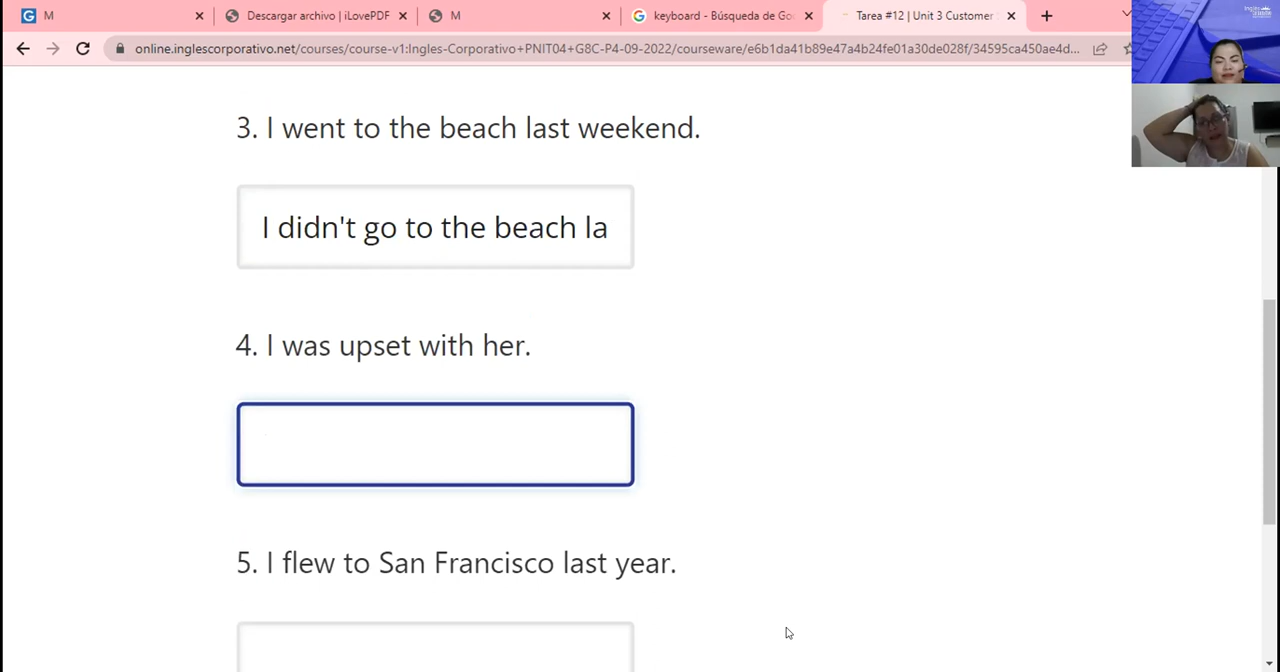 M
Descargar archivo | iLovePDF
M
keyboard - Búsqueda de Go
Tarea #12 | Unit 3 Customer
online.inglescorporativo.net/courses/course-v1:Ingles-Corporativo+PNIT04+G8C-P4-09-2022/courseware/e6b1da41b89e47a4b24fe01a30de028f/34595ca450ae4d...
3. I went to the beach last weekend.
I didn't go to the beach la
4. I was upset with her.
5. I flew to San Francisco last year.